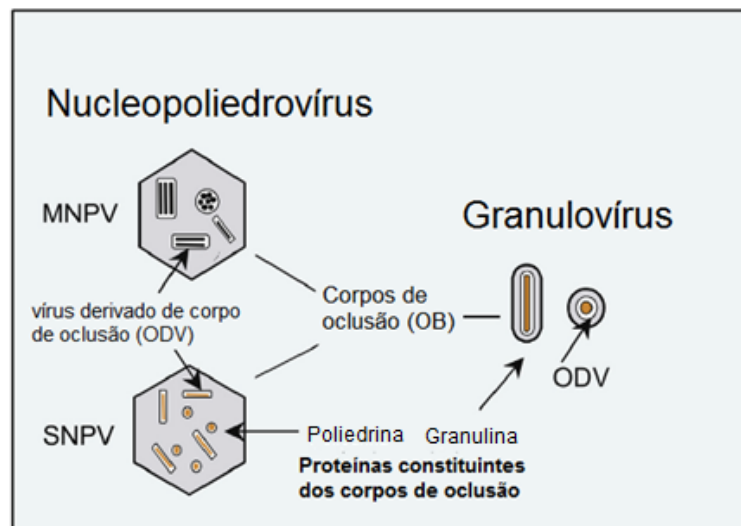 Nucleopoliedrovírus
MNPV
Granulovírus
vírus derivado de corpo
de oclusão (ODV)
Corpos de
oclusão (OB)
ODV
SNPV
Poliedrina
Granulina
Proteínas constituintes
dos corpos de oclusão